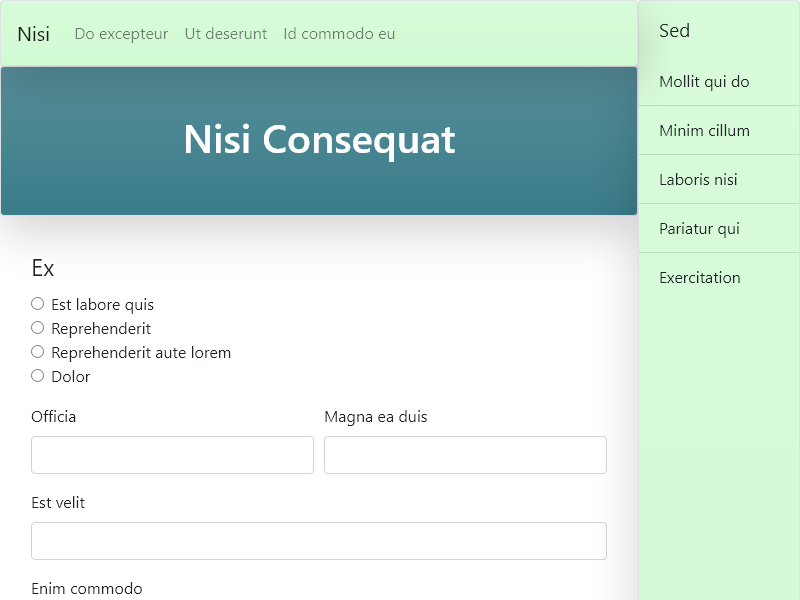 Nisi
Do excepteur
Ut deserunt
Id commodo eu
Nisi Consequat
Ex
Est labore quis
Reprehenderit
Reprehenderit aute lorem
Dolor
Officia
Magna ea duis
Est velit
Enim commodo
Sed
Mollit qui do
Minim cillum
Laboris nisi
Pariatur qui
Exercitation